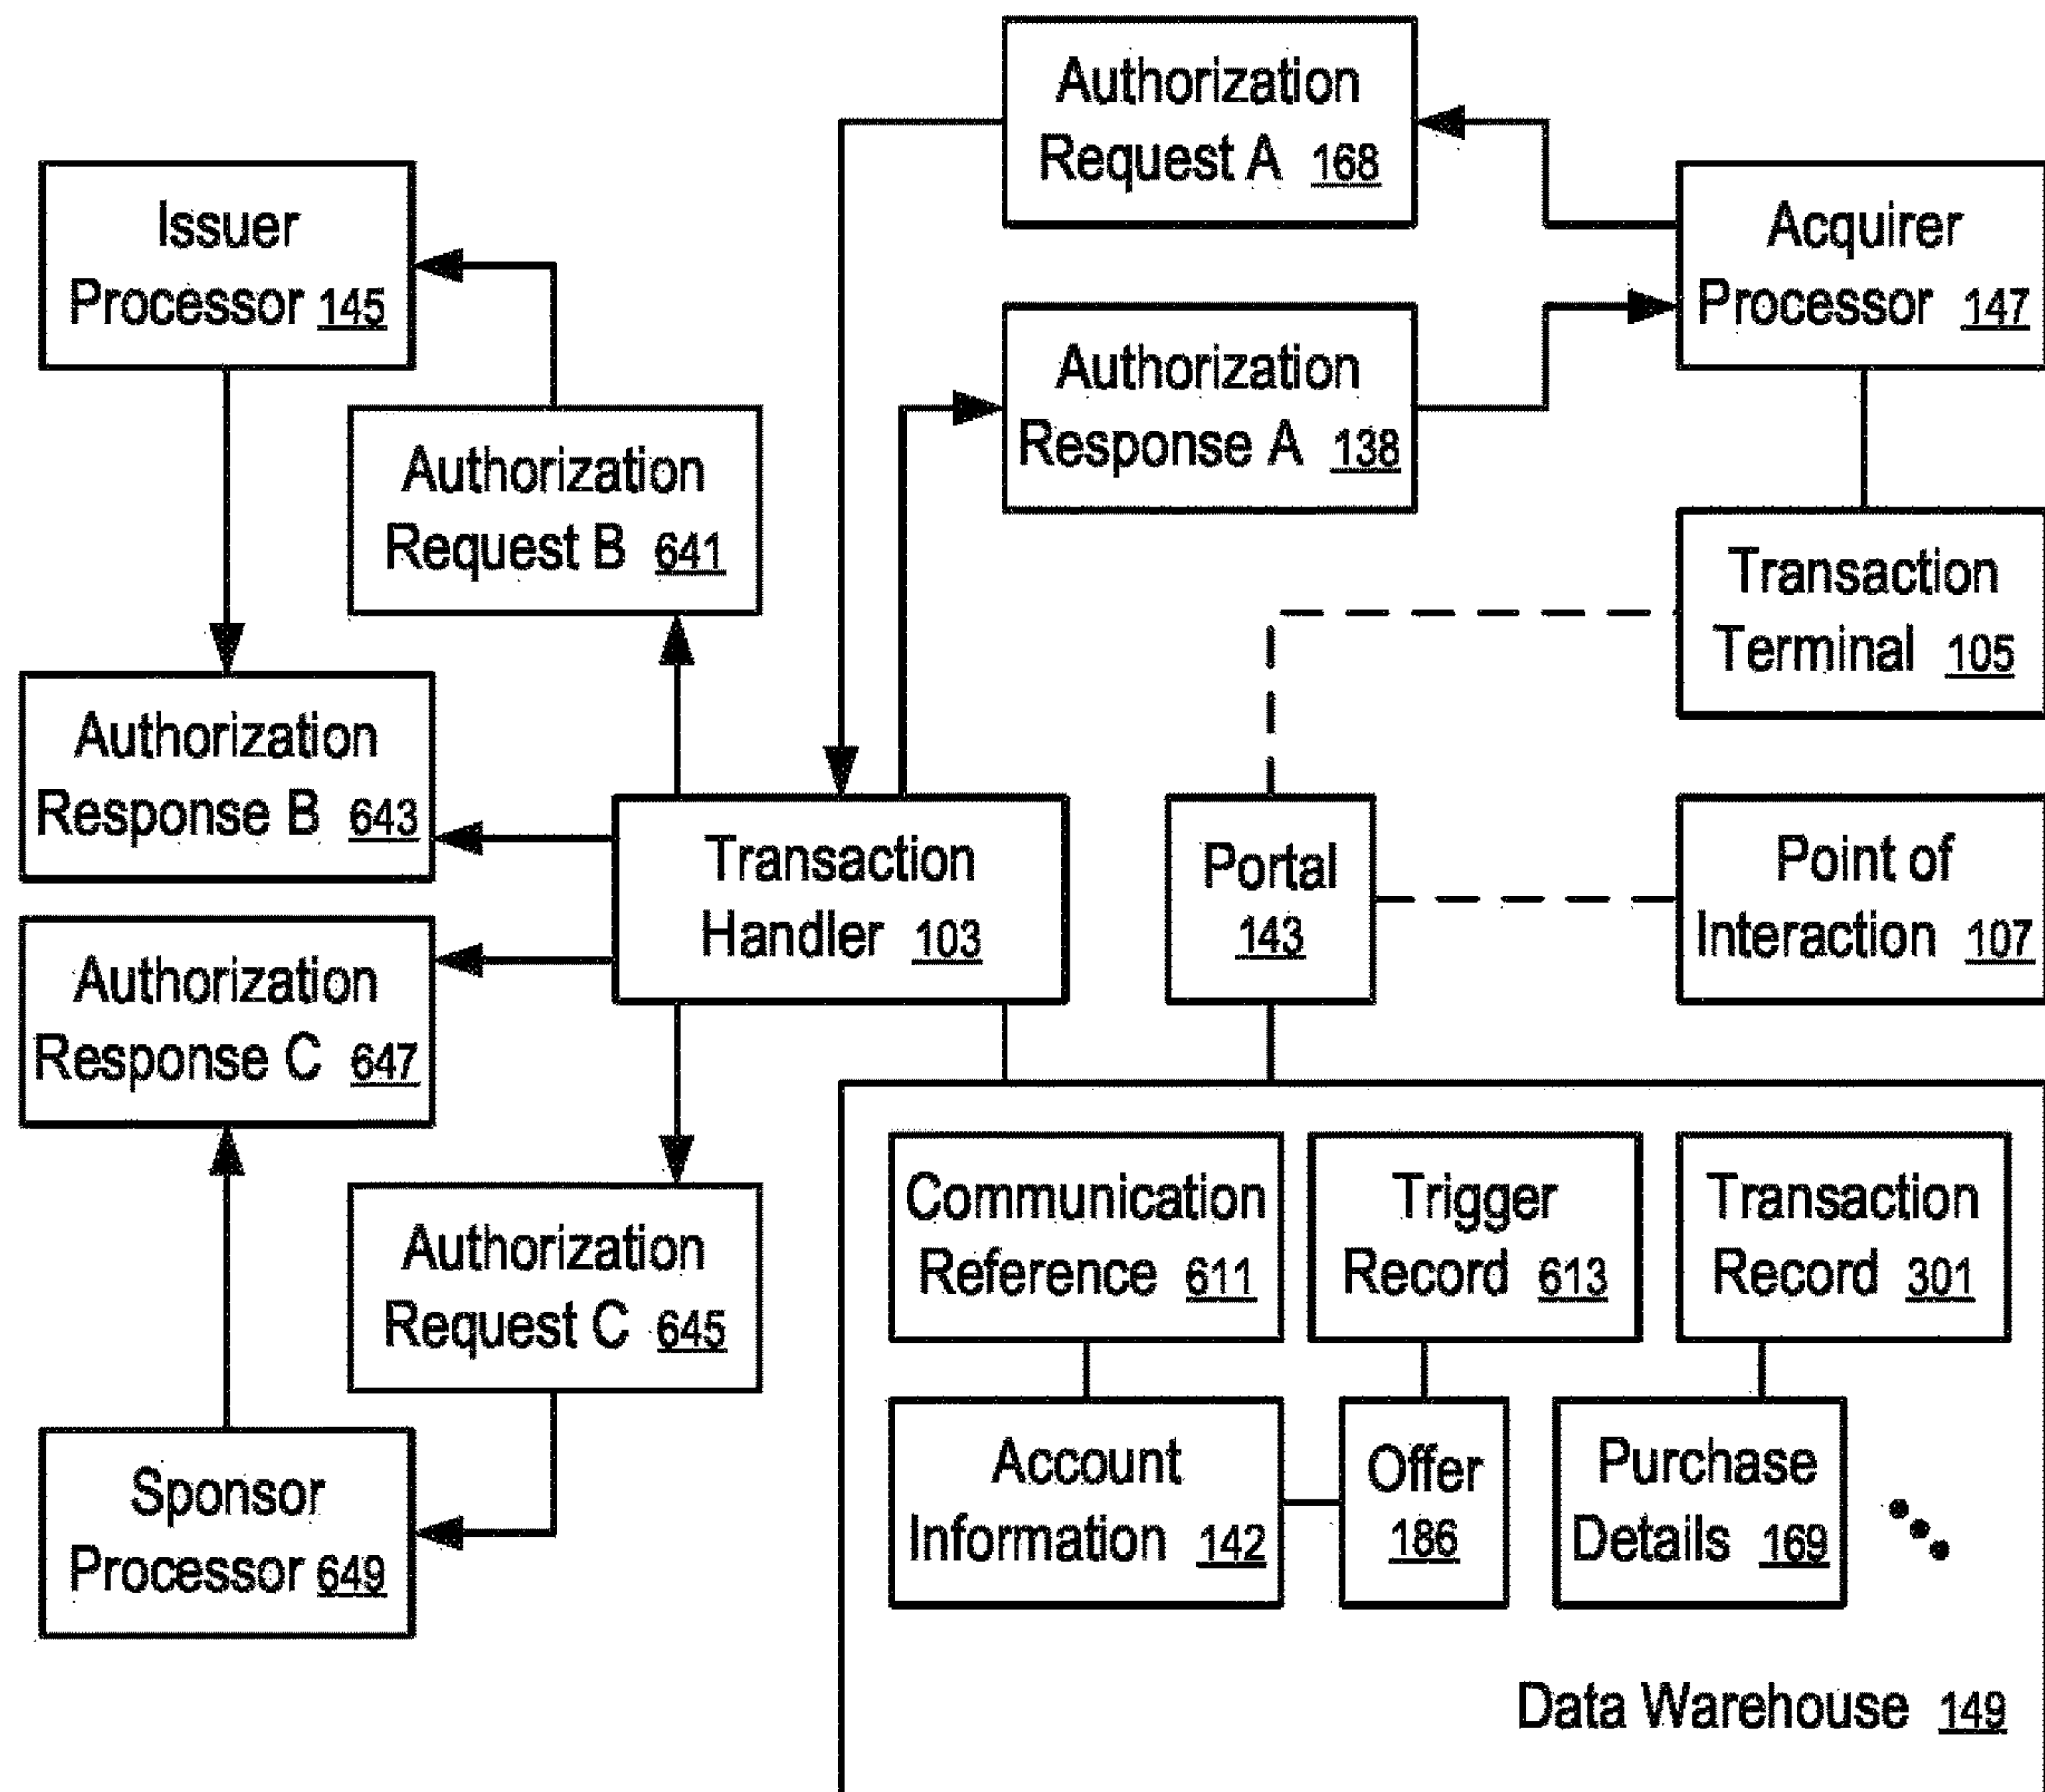 Authorization
Request A 168
Issuer
Processor 145
Acquirer
Processor 147
Authorization
Response A 138
Authorization
Request B 641
Transaction
Terminal 105
Authorization
Response B 643
Transaction
Handler 103
Portal
143
Point of
Interaction 107
Authorization
Response C 647
Authorization
Request C 645
Communication
Reference 611
Trigger
Record 613
Transaction
Record 301
Sponsor
Processor 649
Account
Information 142
Offer
186
Purchase
Details 169
Data Warehouse 149